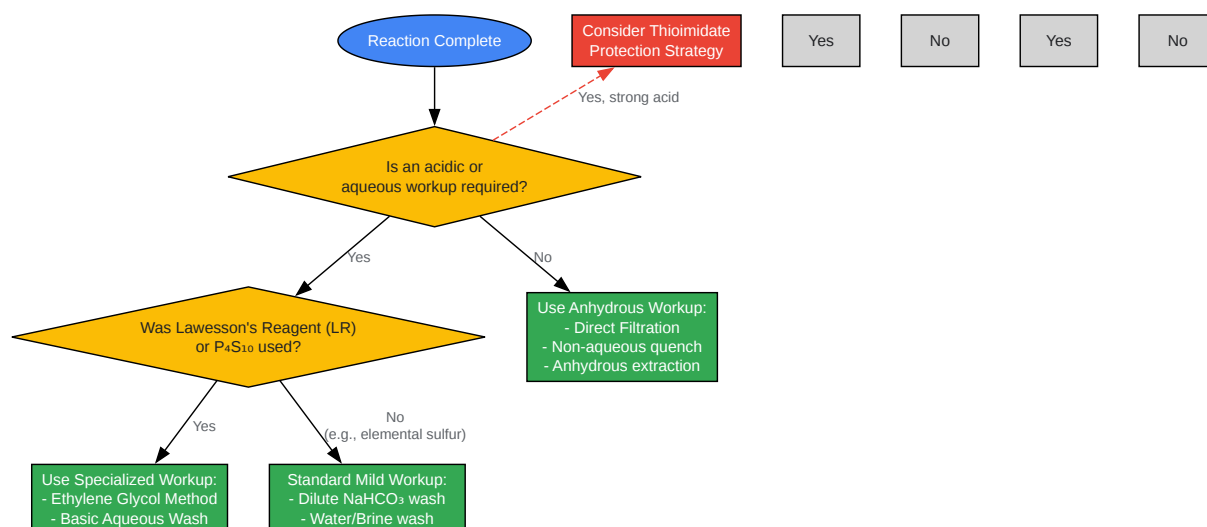 Reaction Complete
Consider Thioimidate
Protection Strategy
Yes
No
Yes
No
Yes, strong acid
Is an acidic or
aqueous workup required?
Yes
No
Was Lawesson's Reagent (LR)
or P₄S₁₀ used?
Use Anhydrous Workup:
- Direct Filtration
- Non-aqueous quench
- Anhydrous extraction
Yes
No
(e.g., elemental sulfur)
Use Specialized Workup:
- Ethylene Glycol Method
- Basic Aqueous Wash
Standard Mild Workup:
- Dilute NaHCO₃ wash
- Water/Brine wash